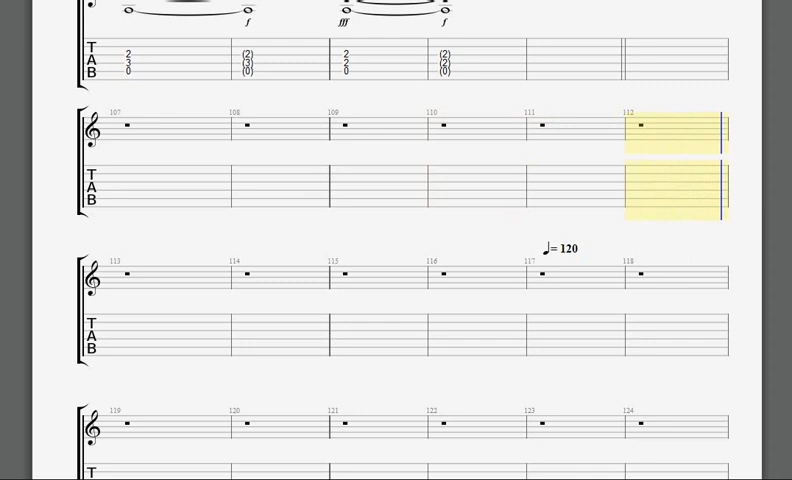 f fff f
T
A
B
2 (2) 2 (2)
3 (3) 2 (2)
0 (0) 0 (0)
107 108 109 110 111 112
T
A
B
♩= 120
113 114 115 116 117 118
T
A
B
119 120 121 122 123 124
T